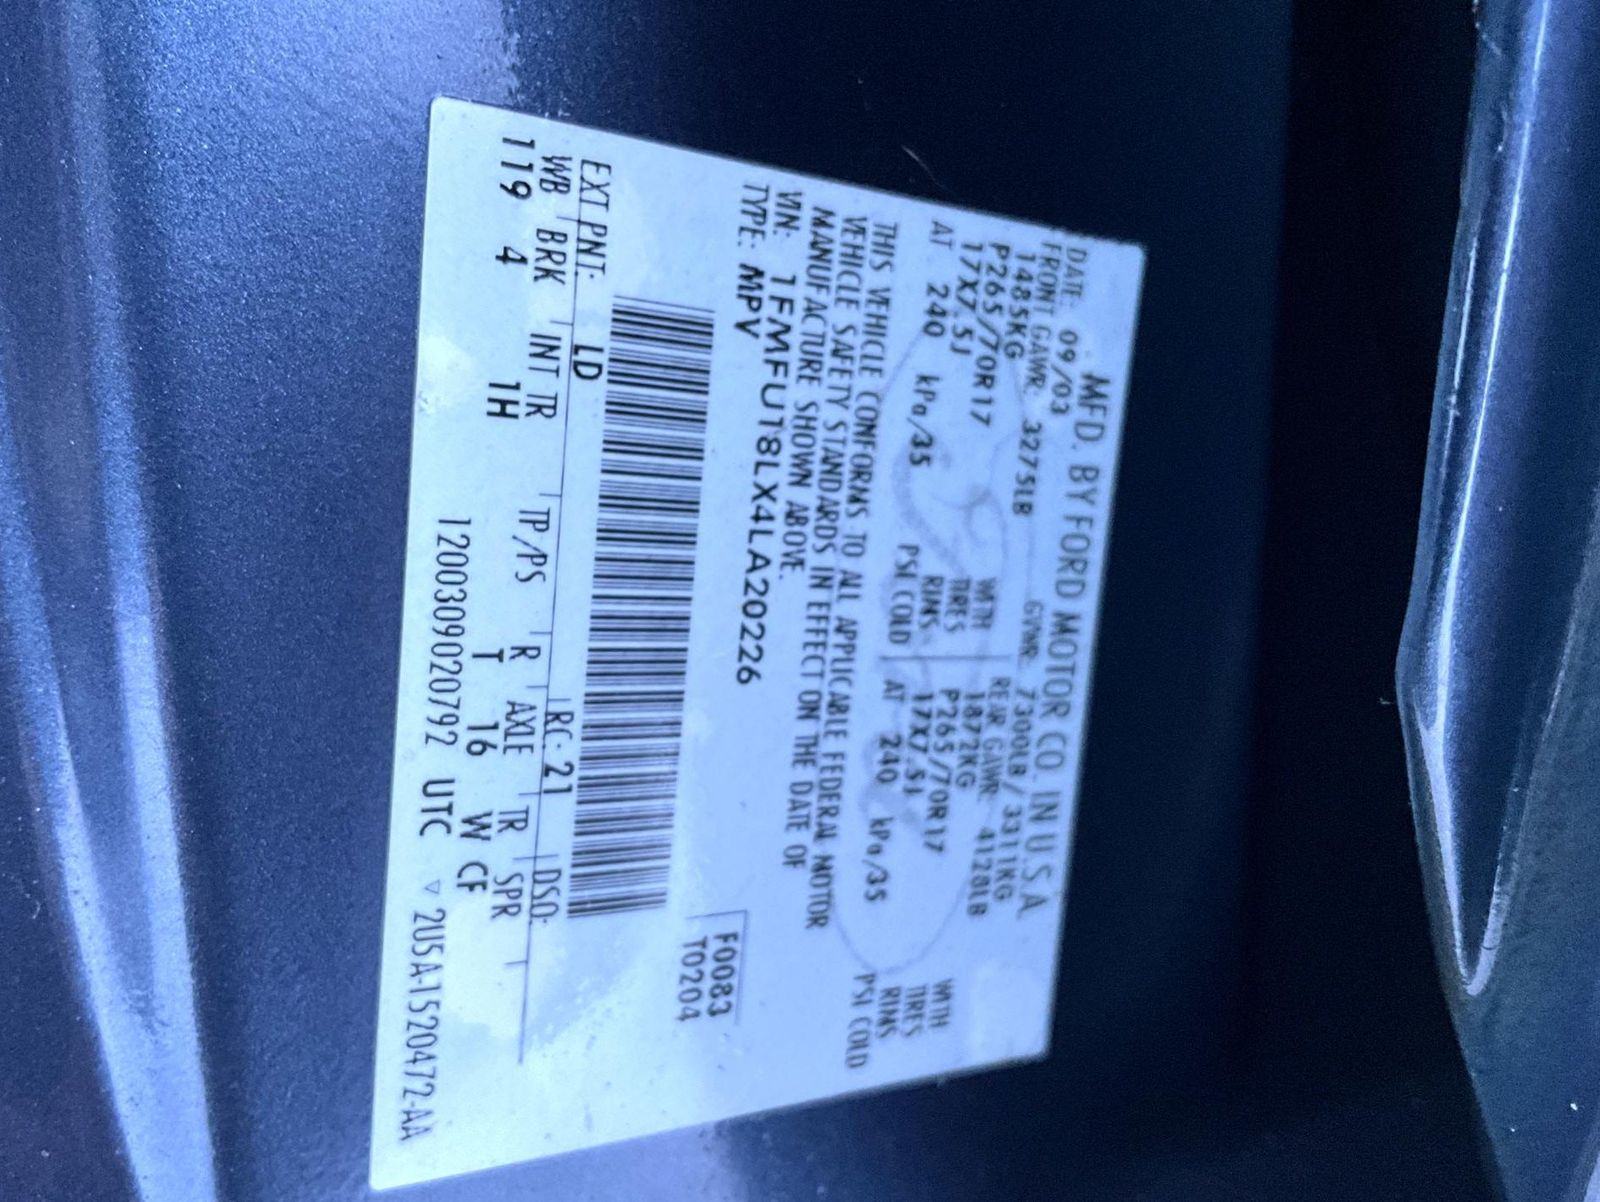 MFD. BY FORD MOTOR CO. IN U.S.A.
DATE: 09/03 GVWR: 7300LB / 3311KG
FRONT GAWR: 3275LB REAR GAWR: 4128LB
1485KG WITH 1872KG WITH
P265/70R17 TIRES P265/70R17 TIRES
17X7.5J RIMS 17X7.5J RIMS
AT 240 kPa/35 PSI COLD AT 240 kPa/35 PSI COLD
THIS VEHICLE CONFORMS TO ALL APPLICABLE FEDERAL MOTOR
VEHICLE SAFETY STANDARDS IN EFFECT ON THE DATE OF
MANUFACTURE SHOWN ABOVE.
VIN: 1FMFU18LX4LA20226
TYPE: MPV
F0083
T0204
EXT PNT: LD RC: 21 DSO:
WB BRK INT TR TP/PS R AXLE TR SPR
119 4 1H T 16 W CF
1200309020792 UTC ▽ 2U5A-1520472-AA